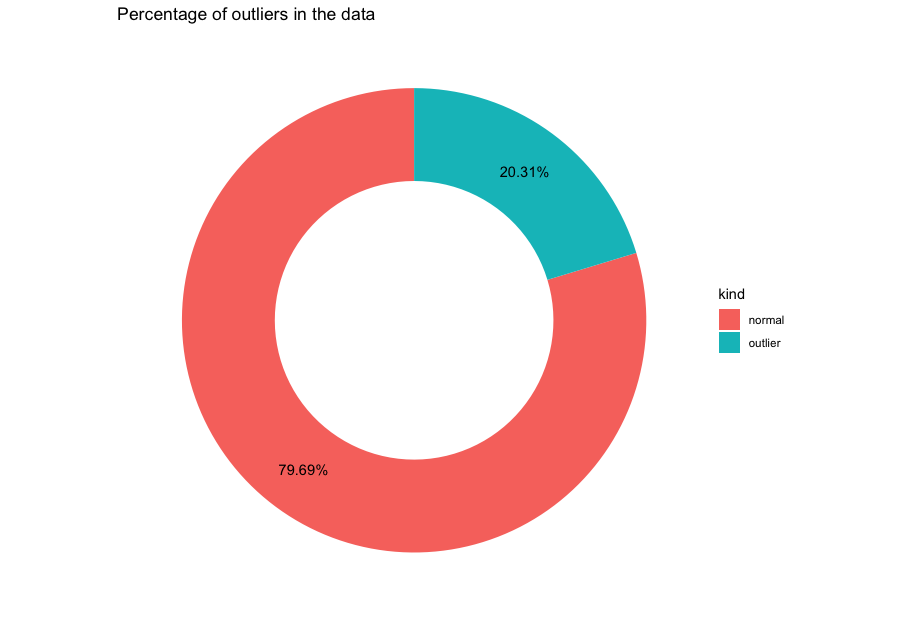 Percentage of outliers in the data
20.31%
79.69%
kind
normal
outlier